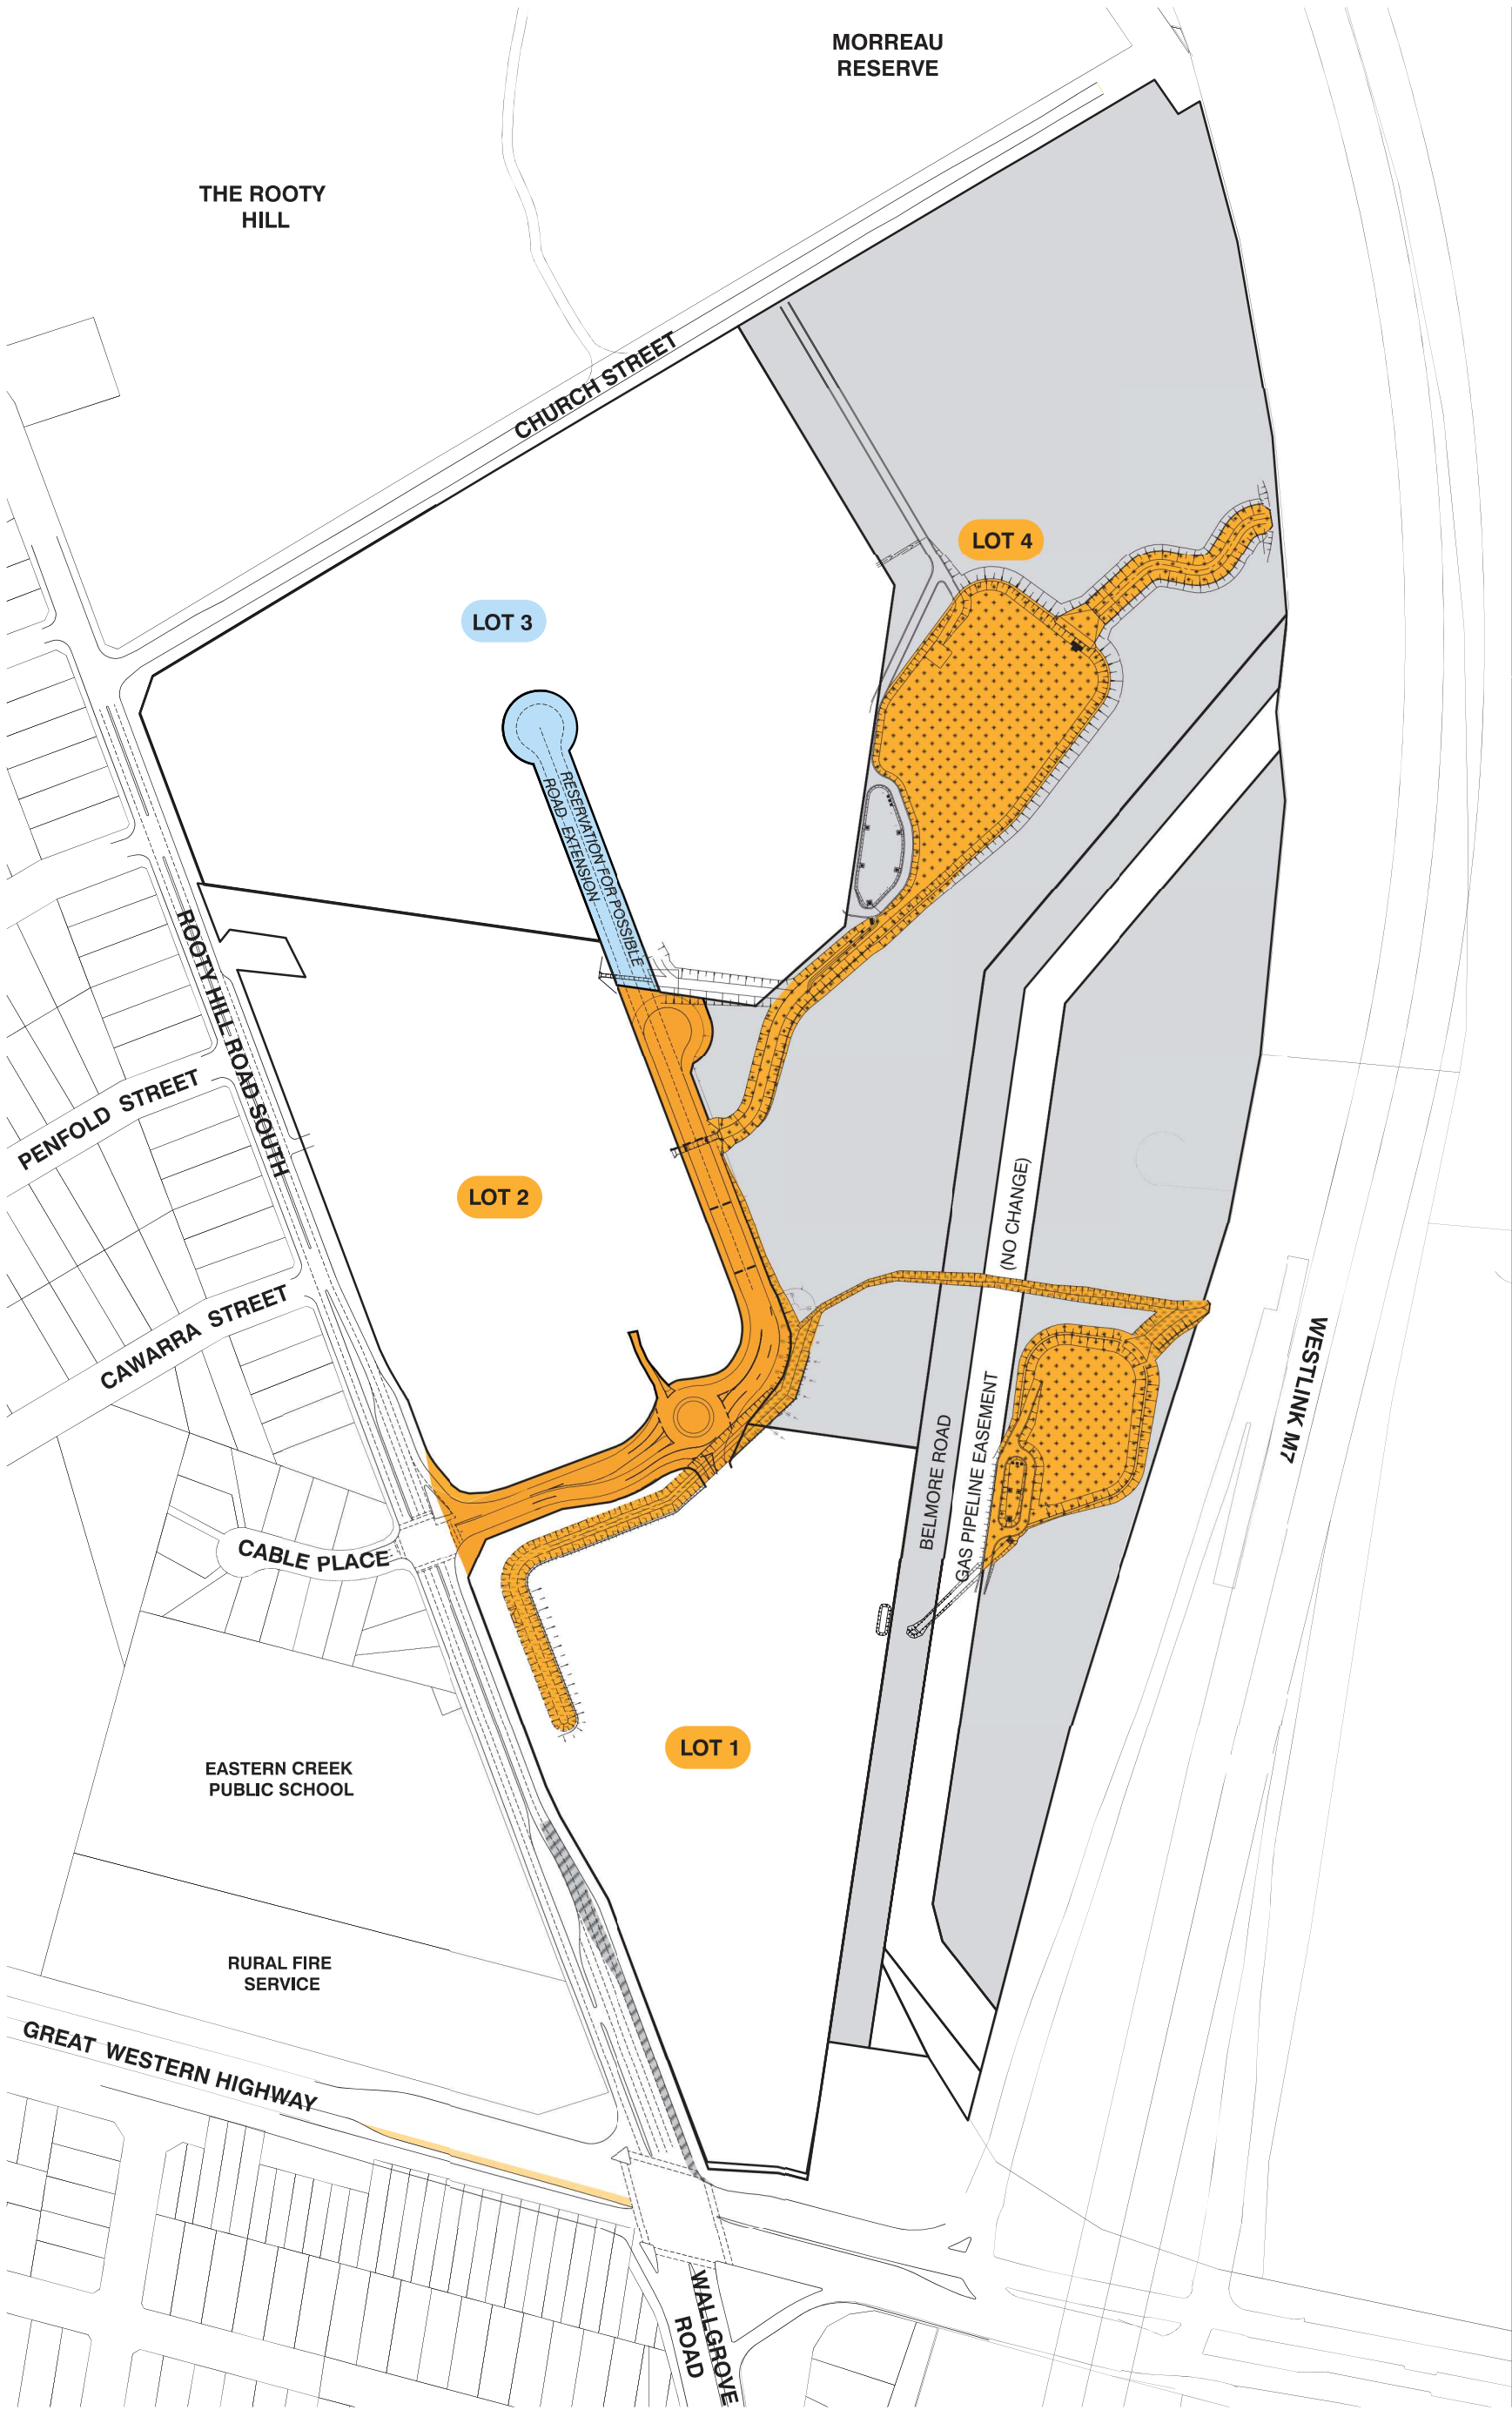 MORREAU
RESERVE
THE ROOTY
HILL
CHURCH STREET
LOT 4
LOT 3
RESERVATION FOR POSSIBLE
ROAD EXTENSION
ROOTY HILL ROAD SOUTH
PENFOLD STREET
LOT 2
(NO CHANGE)
CAWARRA STREET
WESTLINK M7
BELMORE ROAD
GAS PIPELINE EASEMENT
CABLE PLACE
LOT 1
EASTERN CREEK
PUBLIC SCHOOL
RURAL FIRE
SERVICE
GREAT WESTERN HIGHWAY
WALLGROVE
ROAD